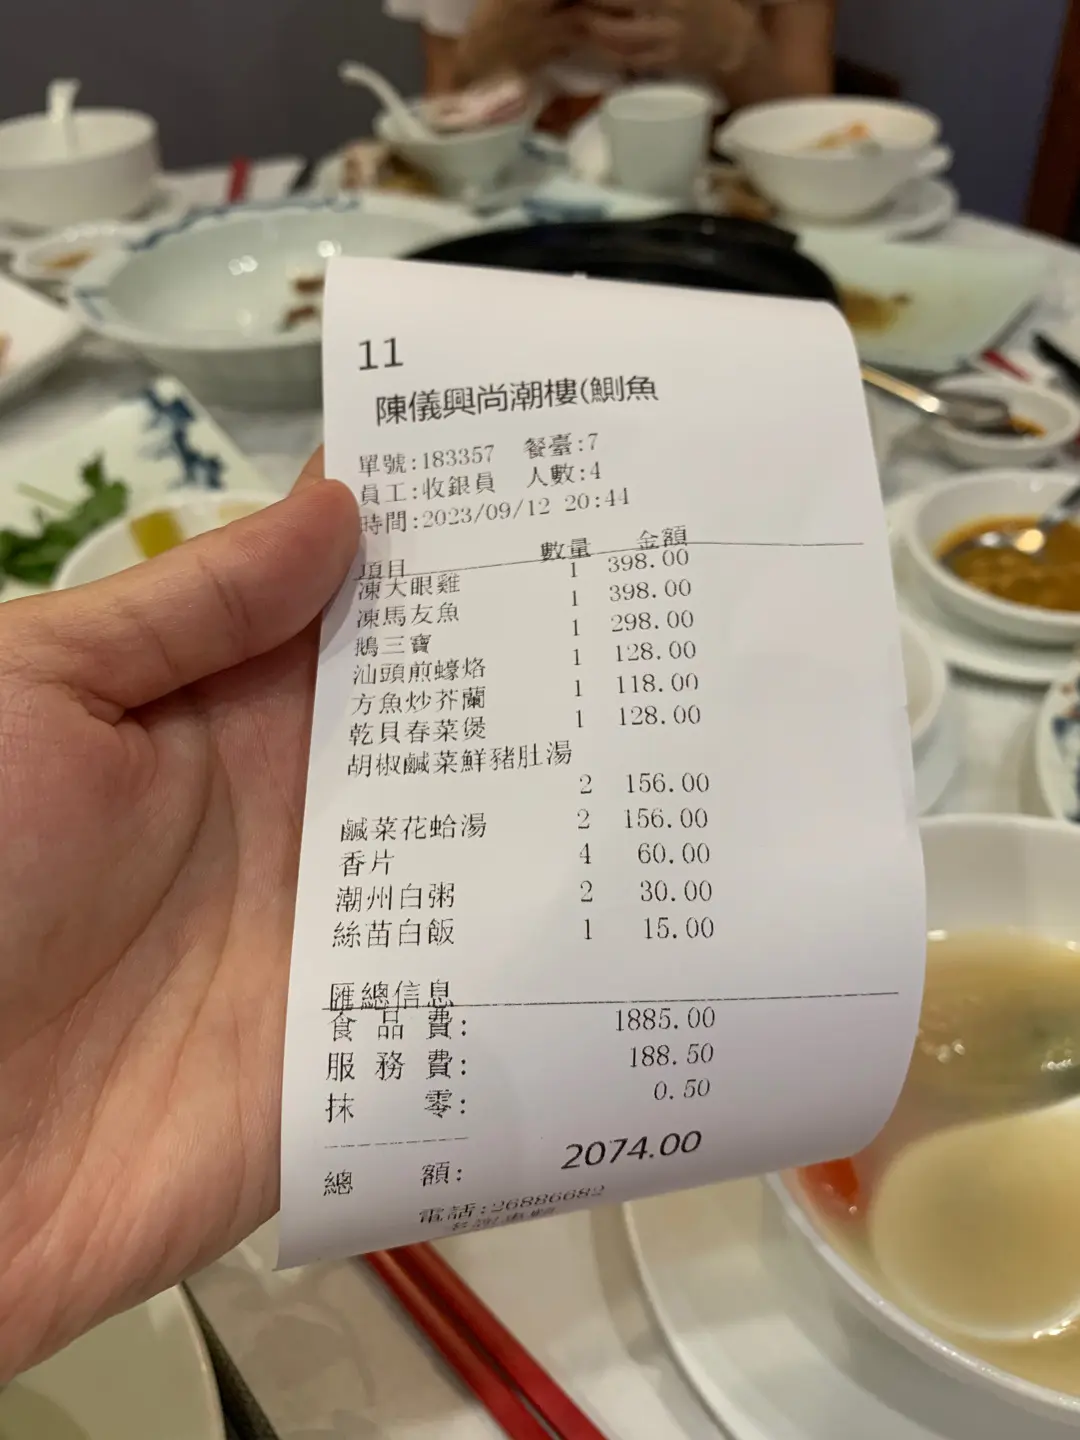 11
陳儀興尚潮樓(鰂魚
單號:183357 餐臺:7
員工:收銀員 人數:4
時間:2023/09/12 20:44
項目 數量 金額
凍大眼雞 1 398.00
凍馬友魚 1 398.00
鵝三寶 1 298.00
汕頭煎蠔烙 1 128.00
方魚炒芥蘭 1 118.00
乾貝春菜煲 1 128.00
胡椒鹹菜鮮豬肚湯
2 156.00
鹹菜花蛤湯 2 156.00
香片 4 60.00
潮州白粥 2 30.00
絲苗白飯 1 15.00
匯總信息
食品費: 1885.00
服務費: 188.50
抹零: 0.50
總額: 2074.00
電話:26886682